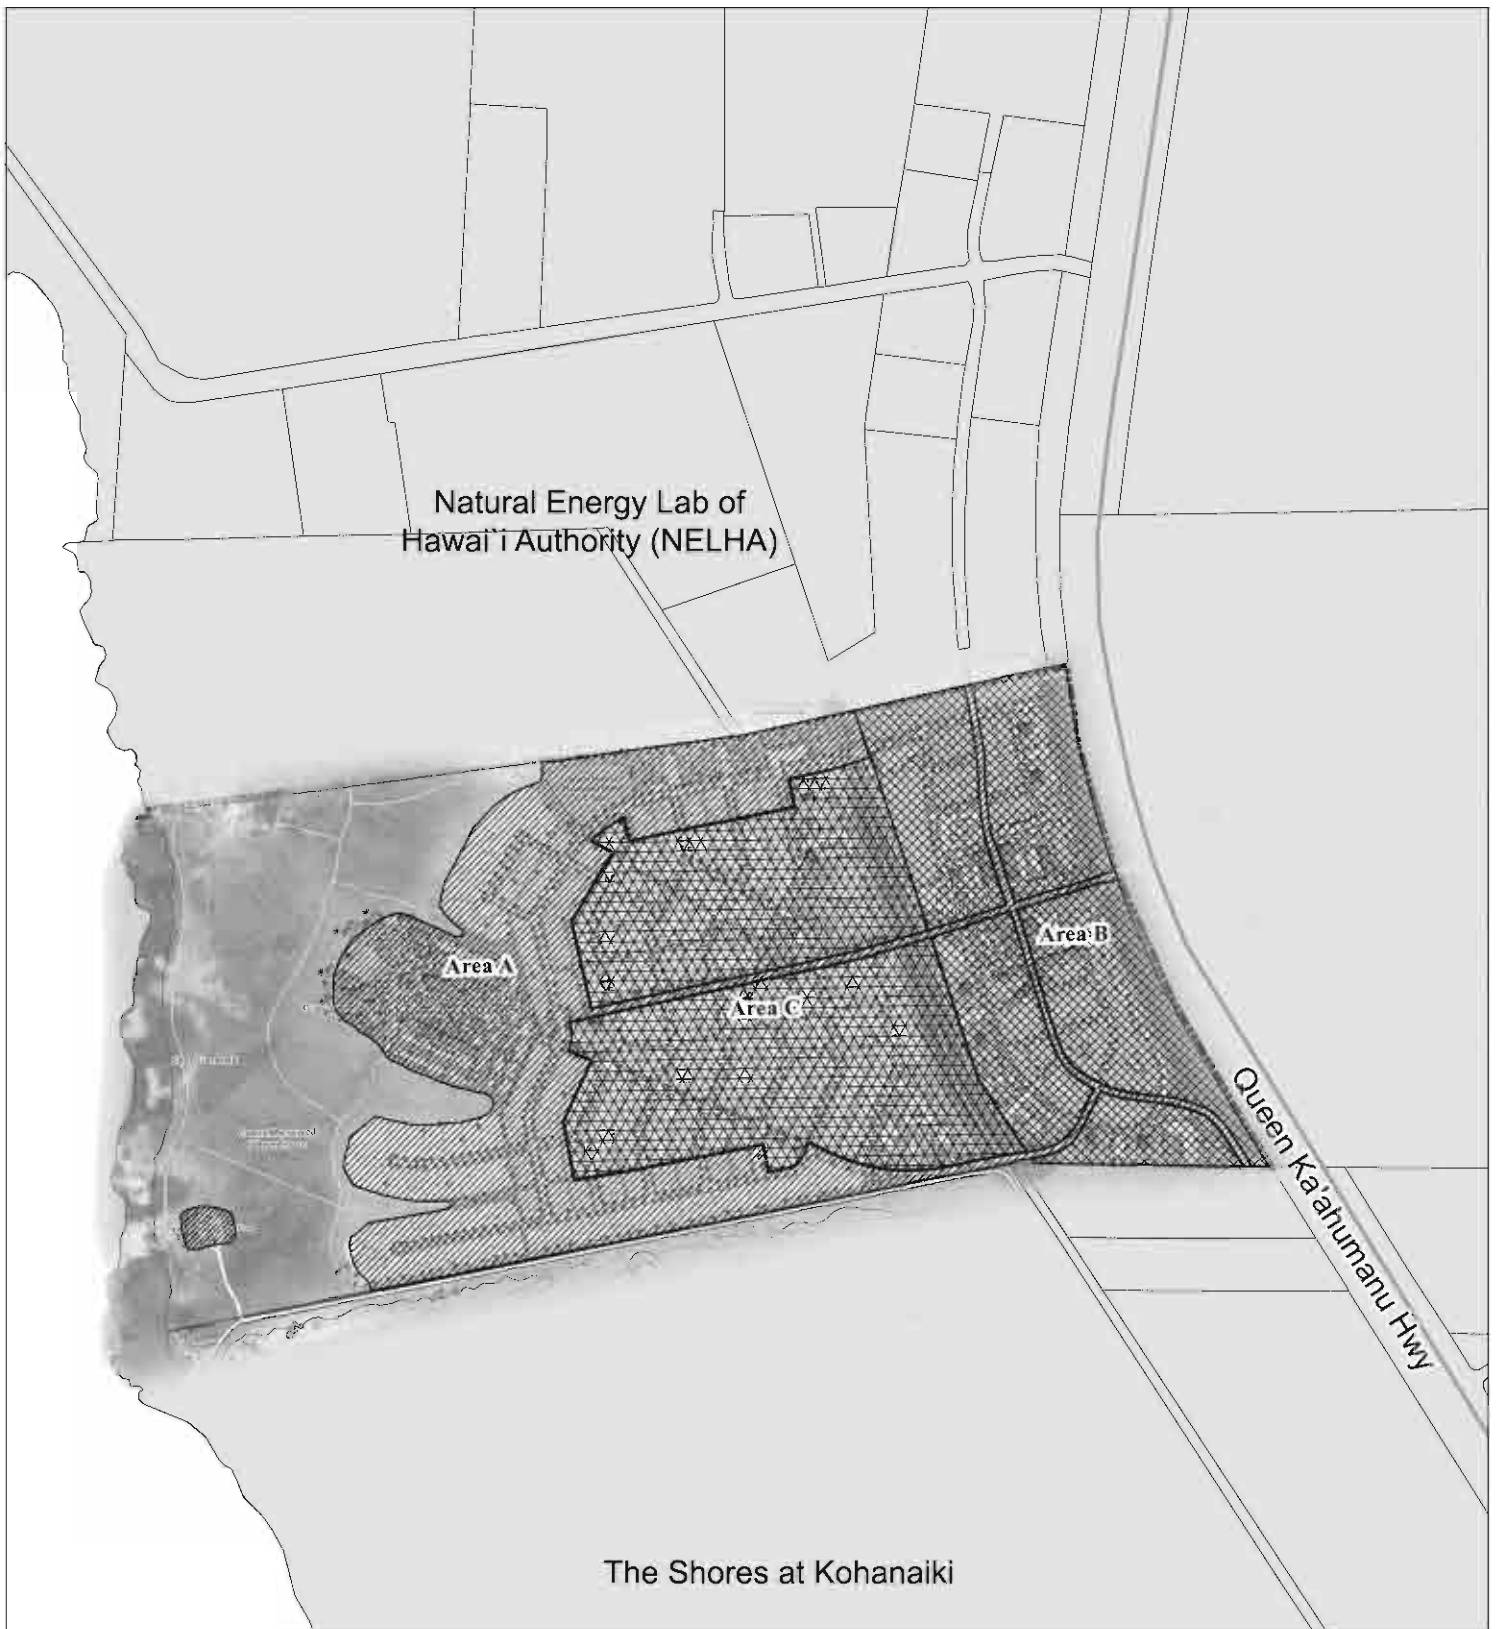 Natural Energy Lab of
Hawai``i Authority (NELHA)
Area B
Area A
Area C
Queen Ka'ahumanu Hwy
The Shores at Kohanaiki